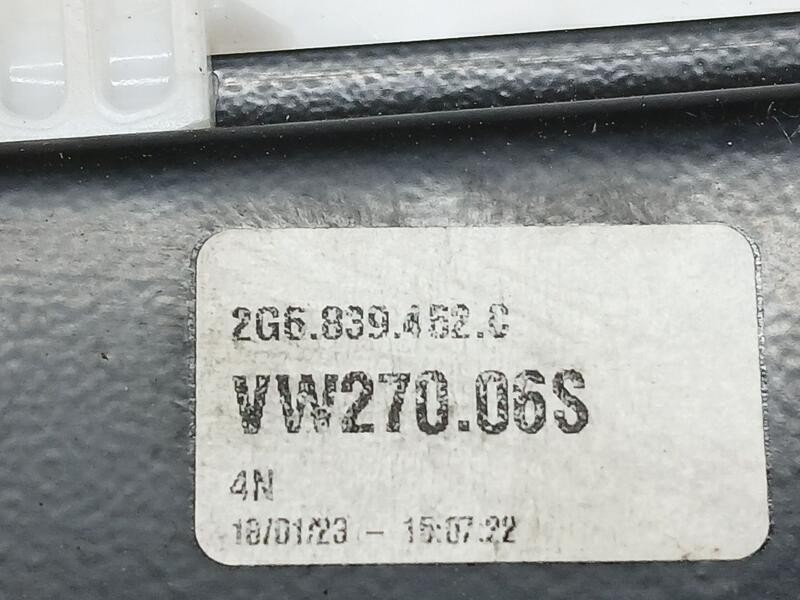 2G6.839.462.C
VW270.06S
4N
18/01/23 - 15:07:22